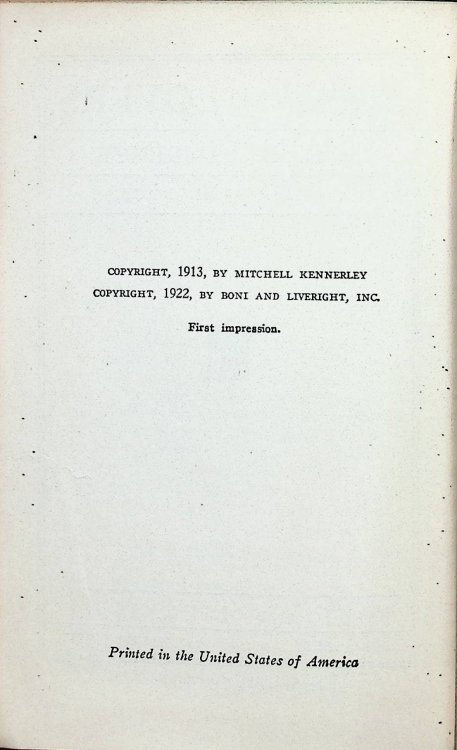 COPYRIGHT, 1913, BY MITCHELL KENNERLEY
COPYRIGHT, 1922, BY BONI AND LIVERIGHT, INC.
First impression.
Printed in the United States of America